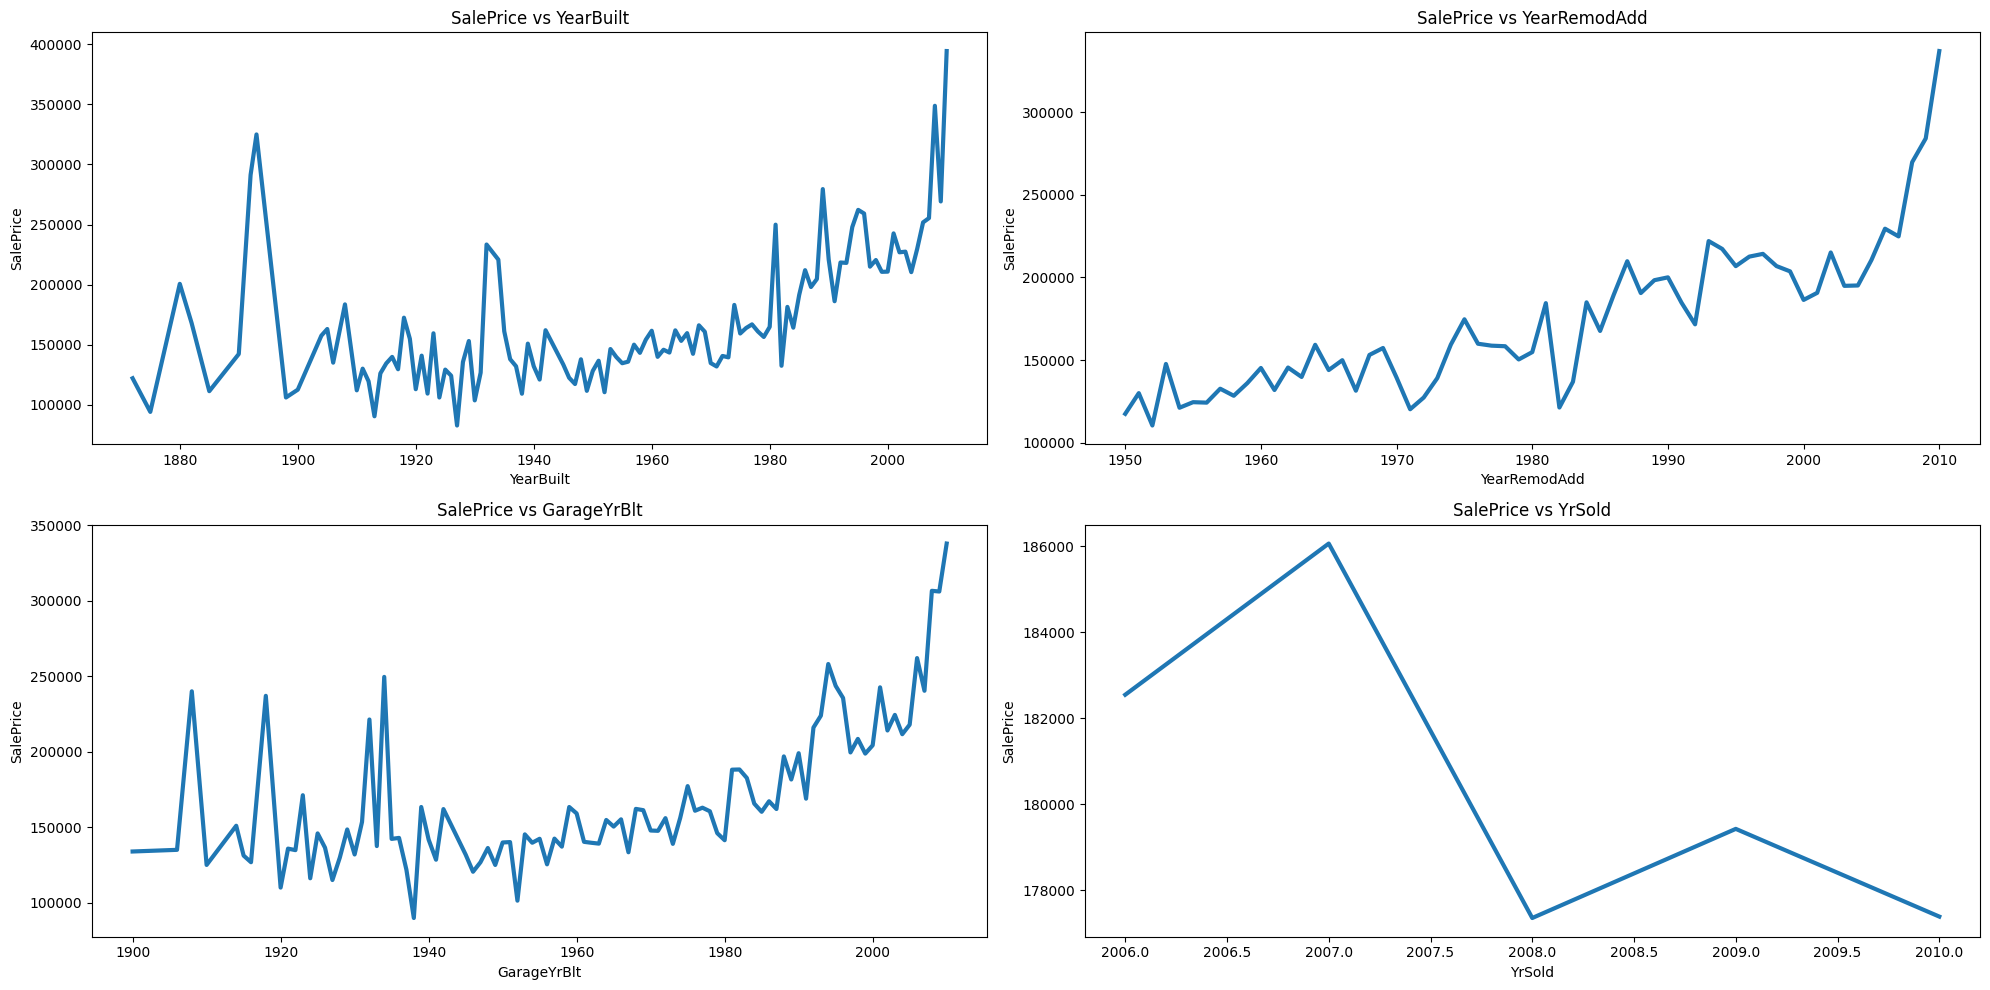 SalePrice vs YearBuilt
400000
350000
300000
250000
200000
150000
100000
SalePrice
1880 1900 1920 1940 1960 1980 2000
YearBuilt
SalePrice vs YearRemodAdd
300000
250000
200000
150000
100000
SalePrice
1950 1960 1970 1980 1990 2000 2010
YearRemodAdd
SalePrice vs GarageYrBlt
350000
300000
250000
200000
150000
100000
SalePrice
1900 1920 1940 1960 1980 2000
GarageYrBlt
SalePrice vs YrSold
186000
184000
182000
180000
178000
SalePrice
2006.0 2006.5 2007.0 2007.5 2008.0 2008.5 2009.0 2009.5 2010.0
YrSold